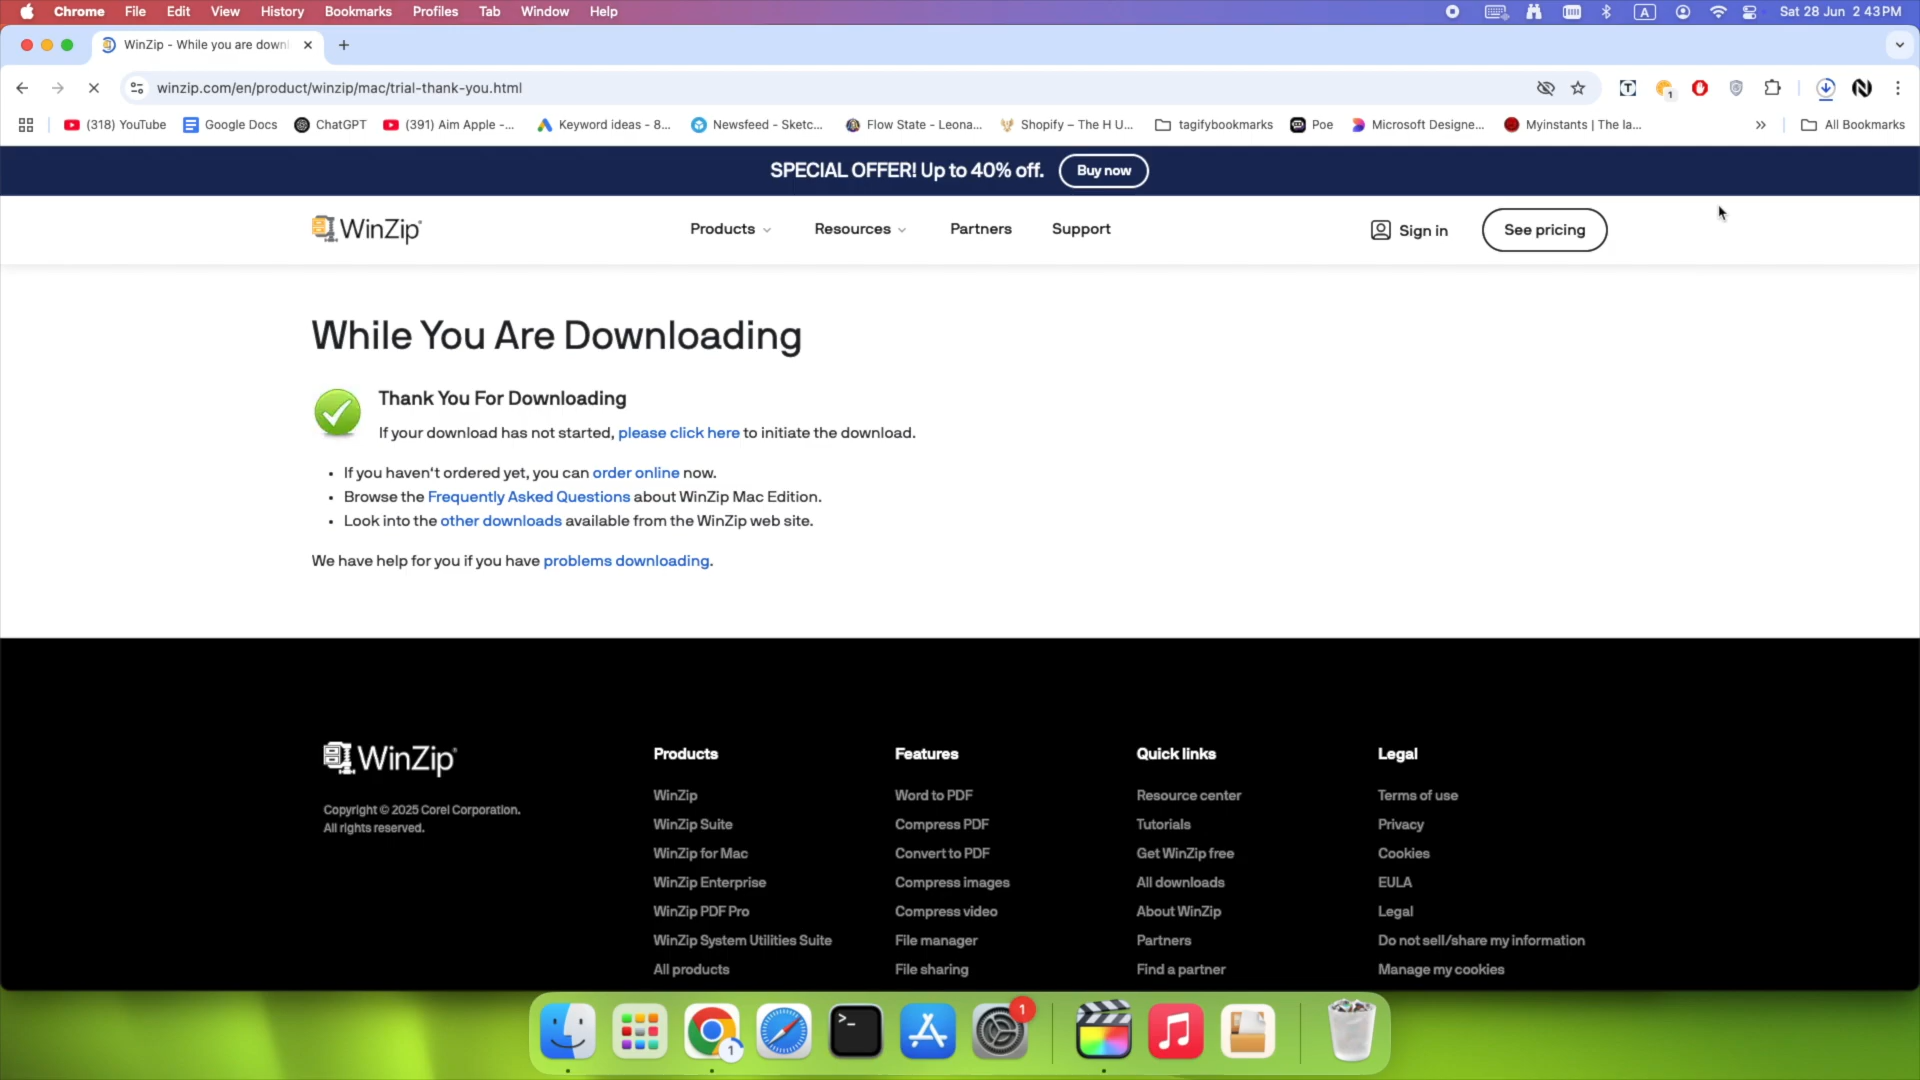 Chrome File Edit View History Bookmarks Profiles Tab Window Help A Sat 28 Jun 2 43 PM
WinZip - While you are down
winzip.com/en/product/winzip/mac/trial-thank-you.html 1
(318) YouTube Google Docs ChatGPT (391) Aim Apple -... Keyword ideas - 8... Newsfeed - Sketc... Flow State - Leona... Shopify – The H U... tagifybookmarks Poe Microsoft Designe... Myinstants | The la... » All Bookmarks
SPECIAL OFFER! Up to 40% off. Buy now
WinZip Products Resources Partners Support Sign in See pricing
While You Are Downloading
Thank You For Downloading
If your download has not started, please click here to initiate the download.
• If you haven't ordered yet, you can order online now.
• Browse the Frequently Asked Questions about WinZip Mac Edition.
• Look into the other downloads available from the WinZip web site.
We have help for you if you have problems downloading.
WinZip
Copyright © 2025 Corel Corporation.
All rights reserved.
Products
WinZip
WinZip Suite
WinZip for Mac
WinZip Enterprise
WinZip PDF Pro
WinZip System Utilities Suite
All products
Features
Word to PDF
Compress PDF
Convert to PDF
Compress images
Compress video
File manager
File sharing
Quick links
Resource center
Tutorials
Get WinZip free
All downloads
About WinZip
Partners
Find a partner
Legal
Terms of use
Privacy
Cookies
EULA
Legal
Do not sell/share my information
Manage my cookies
1 >_ 1